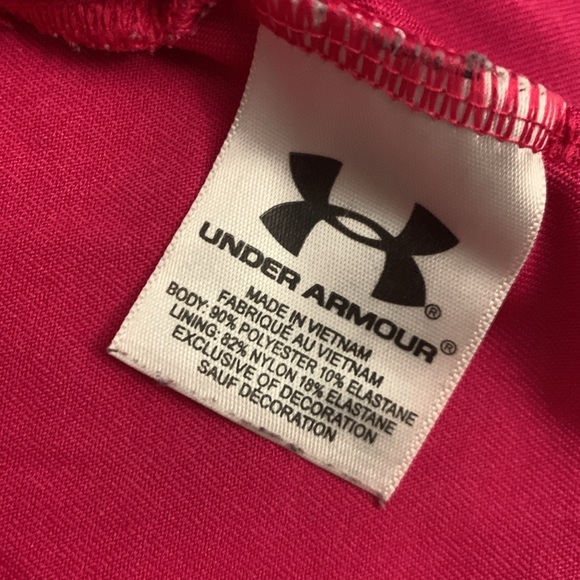 UNDER ARMOUR®
MADE IN VIETNAM
FABRIQUÉ AU VIETNAM
BODY: 90% POLYESTER 10% ELASTANE
LINING: 82% NYLON 18% ELASTANE
EXCLUSIVE OF DECORATION
SAUF DECORATION